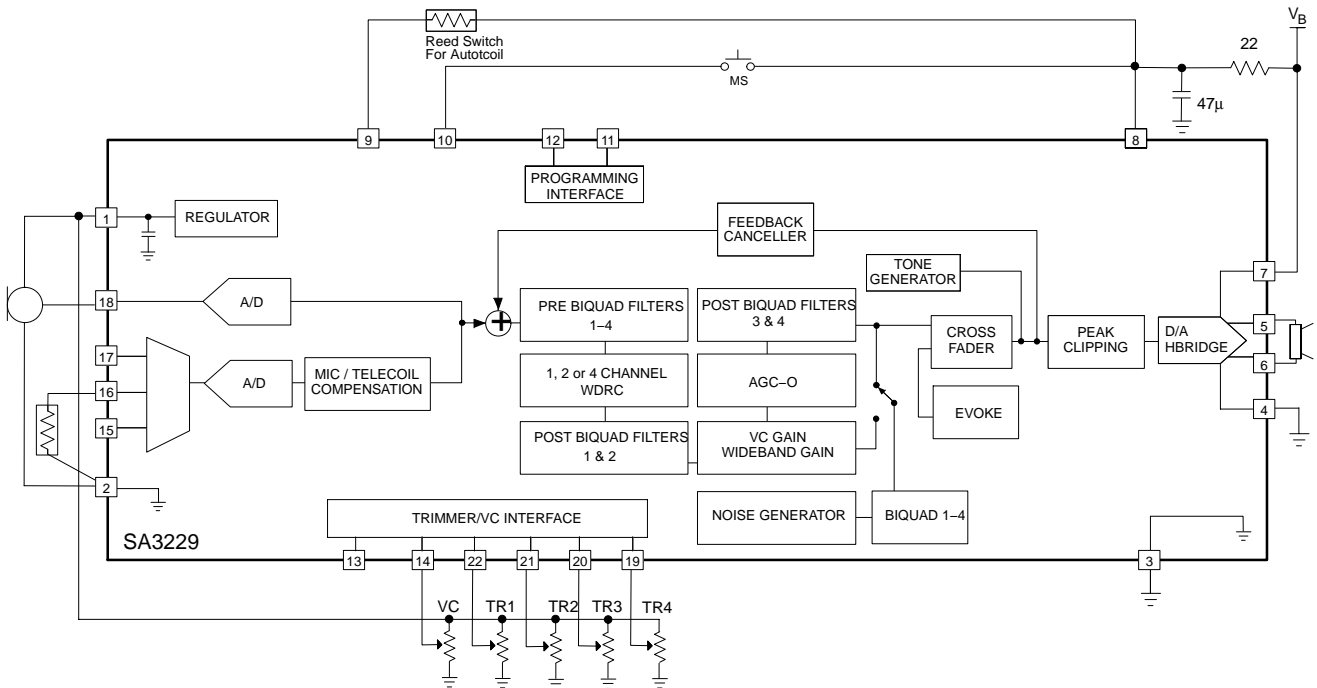 V_B
Reed Switch
For Autotcoil
22
MS
47µ
9
10
12
11
8
PROGRAMMING
INTERFACE
1
REGULATOR
FEEDBACK
CANCELLER
TONE
GENERATOR
7
18
A/D
+
PRE BIQUAD FILTERS
1–4
POST BIQUAD FILTERS
3 & 4
CROSS
FADER
PEAK
CLIPPING
D/A
HBRIDGE
5
6
17
16
15
A/D
MIC / TELECOIL
COMPENSATION
1, 2 or 4 CHANNEL
WDRC
AGC–O
EVOKE
4
POST BIQUAD FILTERS
1 & 2
VC GAIN
WIDEBAND GAIN
2
NOISE GENERATOR
BIQUAD 1–4
TRIMMER/VC INTERFACE
SA3229
13
14
22
21
20
19
3
VC
TR1
TR2
TR3
TR4